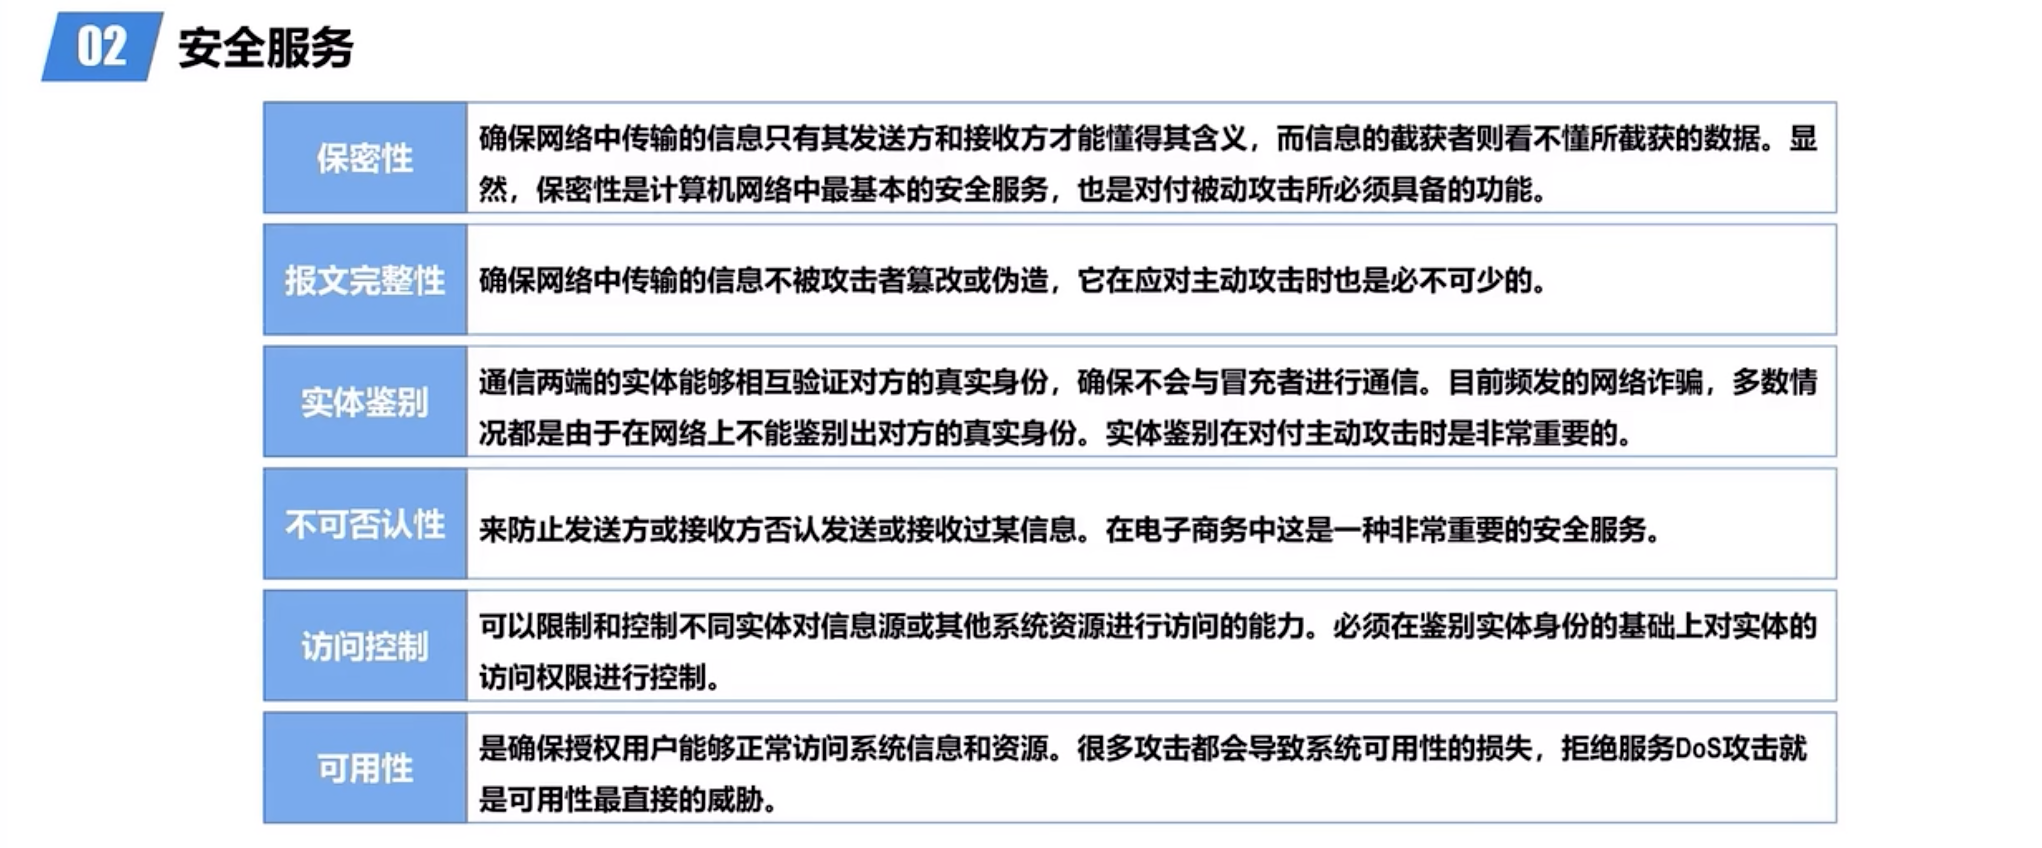 02 安全服务
保密性
确保网络中传输的信息只有其发送方和接收方才能懂得其含义，而信息的截获者则看不懂所截获的数据。显
然，保密性是计算机网络中最基本的安全服务，也是对付被动攻击所必须具备的功能。
报文完整性
确保网络中传输的信息不被攻击者篡改或伪造，它在应对主动攻击时也是必不可少的。
实体鉴别
通信两端的实体能够相互验证对方的真实身份，确保不会与冒充者进行通信。目前频发的网络诈骗，多数情
况都是由于在网络上不能鉴别出对方的真实身份。实体鉴别在对付主动攻击时是非常重要的。
不可否认性
来防止发送方或接收方否认发送或接收过某信息。在电子商务中这是一种非常重要的安全服务。
访问控制
可以限制和控制不同实体对信息源或其他系统资源进行访问的能力。必须在鉴别实体身份的基础上对实体的
访问权限进行控制。
可用性
是确保授权用户能够正常访问系统信息和资源。很多攻击都会导致系统可用性的损失，拒绝服务DoS攻击就
是可用性最直接的威胁。